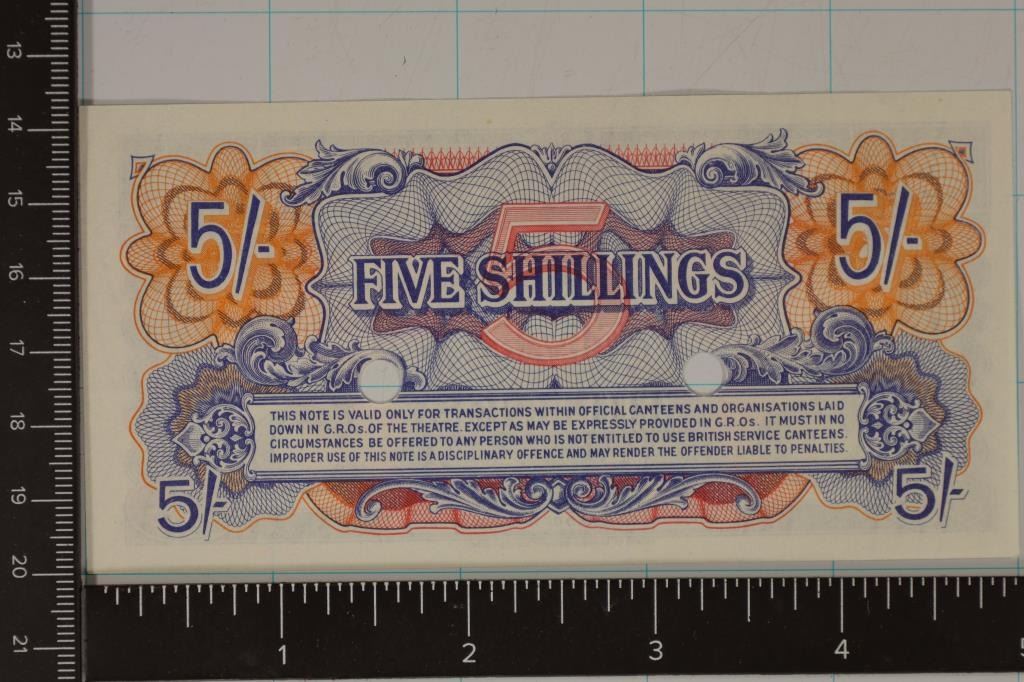 13
14
15
16
17
18
19
20
21
5/- 5/-
5
FIVE SHILLINGS
THIS NOTE IS VALID ONLY FOR TRANSACTIONS WITHIN OFFICIAL CANTEENS AND ORGANISATIONS LAID
DOWN IN G.R.Os. OF THE THEATRE. EXCEPT AS MAY BE EXPRESSLY PROVIDED IN G.R.Os. IT MUST IN NO
CIRCUMSTANCES BE OFFERED TO ANY PERSON WHO IS NOT ENTITLED TO USE BRITISH SERVICE CANTEENS.
IMPROPER USE OF THIS NOTE IS A DISCIPLINARY OFFENCE AND MAY RENDER THE OFFENDER LIABLE TO PENALTIES.
5/- 5/-
1 2 3 4 5